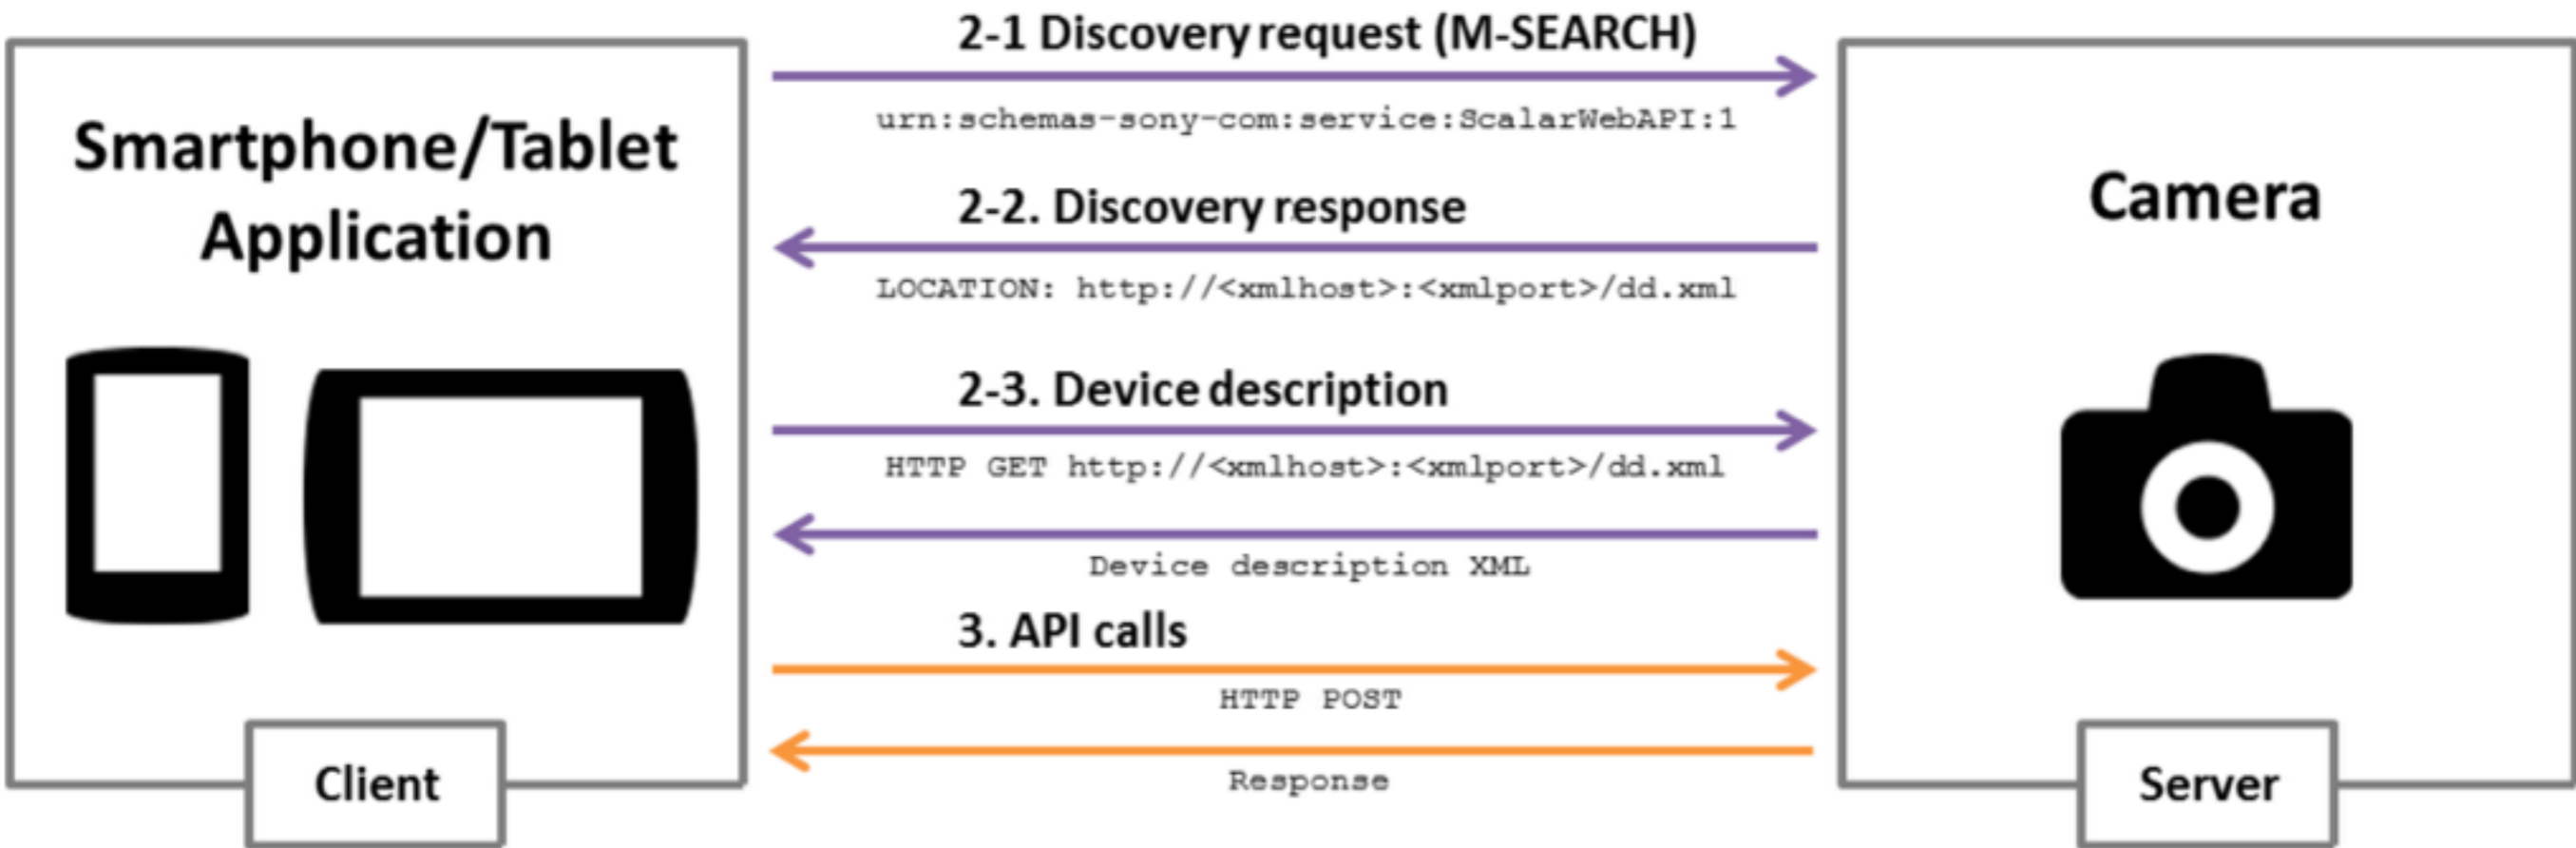 Smartphone/Tablet
Application
Client
2-1 Discovery request (M-SEARCH)
urn:schemas-sony-com:service:ScalarWebAPI:1
2-2. Discovery response
LOCATION: http://<xmlhost>:<xmlport>/dd.xml
2-3. Device description
HTTP GET http://<xmlhost>:<xmlport>/dd.xml
Device description XML
3. API calls
HTTP POST
Response
Camera
Server